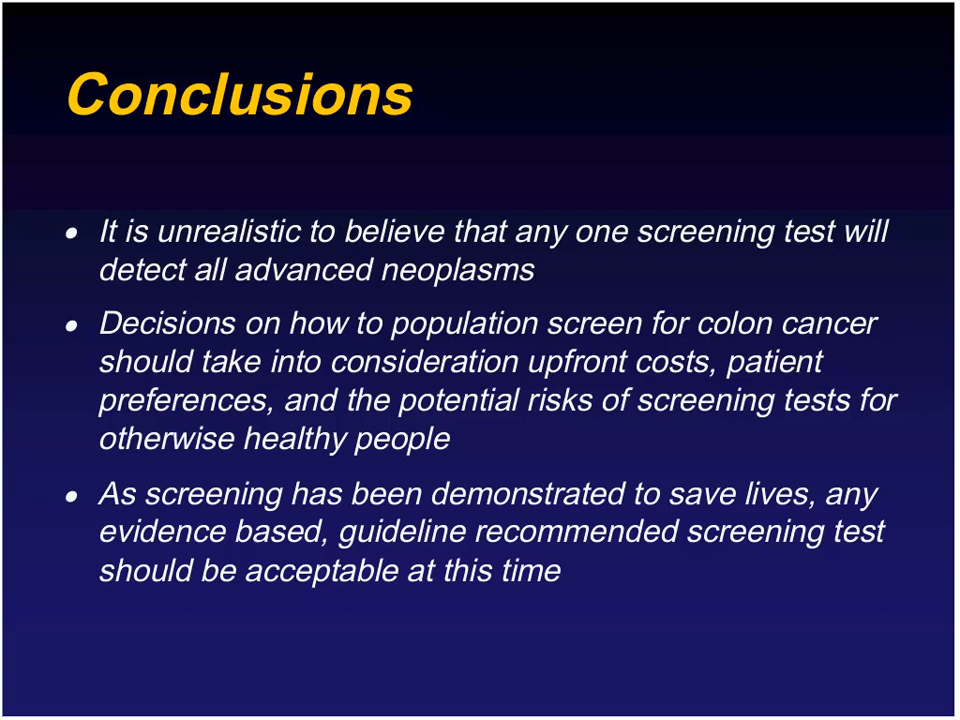 Conclusions
• It is unrealistic to believe that any one screening test will
detect all advanced neoplasms
• Decisions on how to population screen for colon cancer
should take into consideration upfront costs, patient
preferences, and the potential risks of screening tests for
otherwise healthy people
• As screening has been demonstrated to save lives, any
evidence based, guideline recommended screening test
should be acceptable at this time